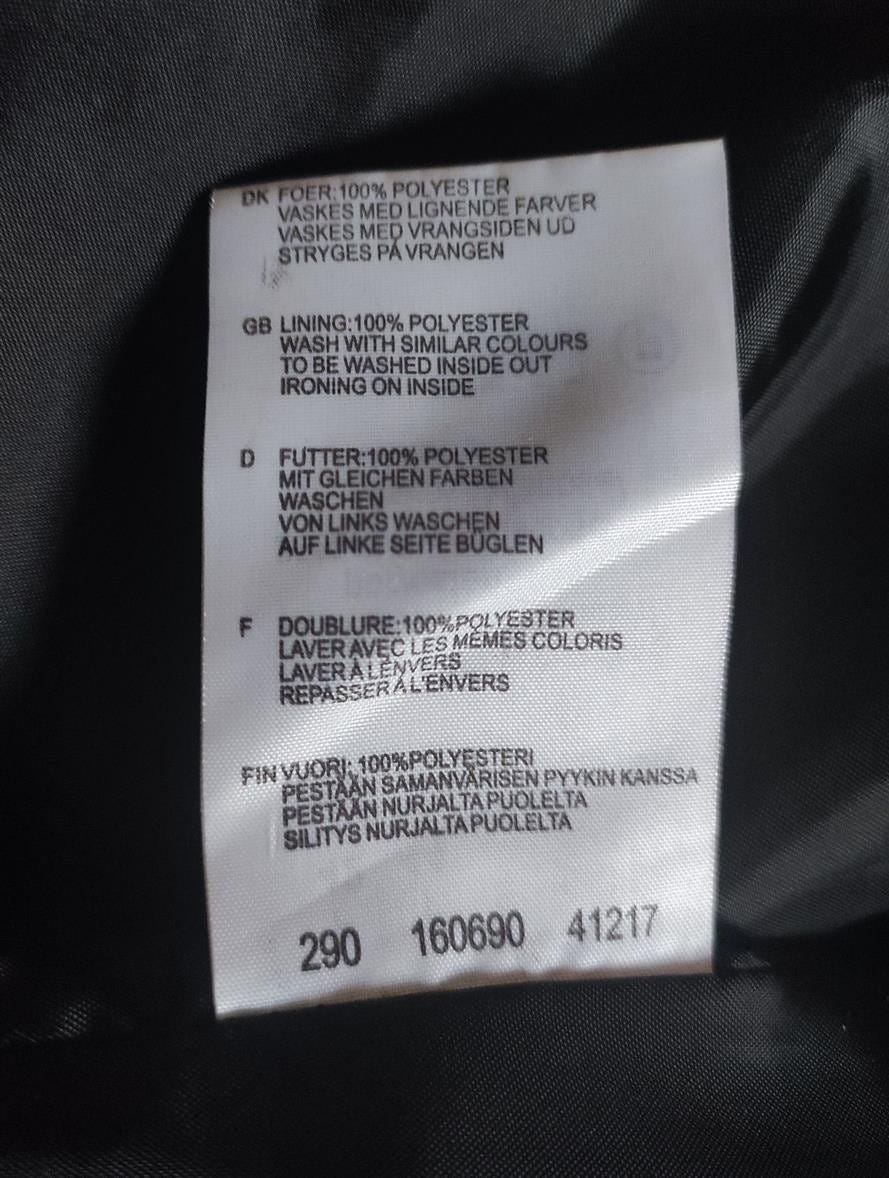 DK FOER:100% POLYESTER
VASKES MED LIGNENDE FARVER
VASKES MED VRANGSIDEN UD
STRYGES PÅ VRANGEN
GB LINING:100% POLYESTER
WASH WITH SIMILAR COLOURS
TO BE WASHED INSIDE OUT
IRONING ON INSIDE
D FUTTER:100% POLYESTER
MIT GLEICHEN FARBEN
WASCHEN
VON LINKS WASCHEN
AUF LINKE SEITE BÜGLEN
F DOUBLURE:100%POLYESTER
LAVER AVEC LES MÊMES COLORIS
LAVER À LÉNVERS
REPASSER À L'ENVERS
FIN VUORI: 100%POLYESTERI
PESTÄÄN SAMANVÄRISEN PYYKIN KANSSA
PESTÄÄN NURJALTA PUOLELTA
SILITYS NURJALTA PUOLELTA
290 160690 41217